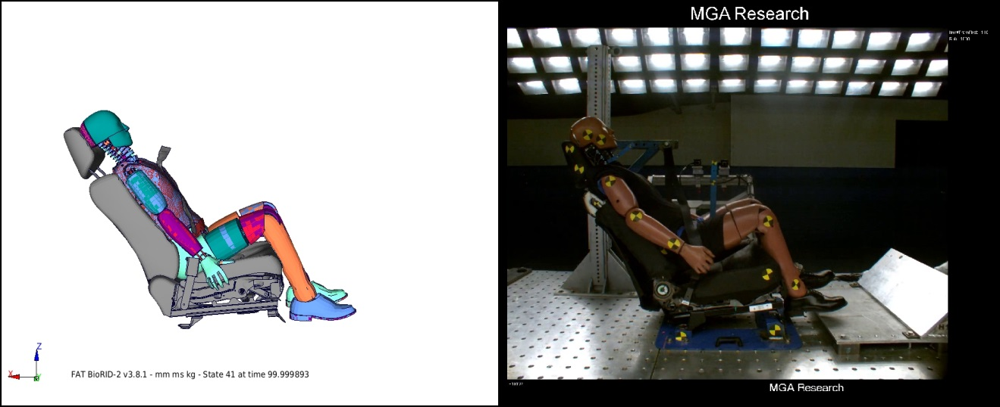 MGA Research
Z
X
FAT BioRID-2 v3.8.1 - mm ms kg - State 41 at time 99.999893
MGA Research